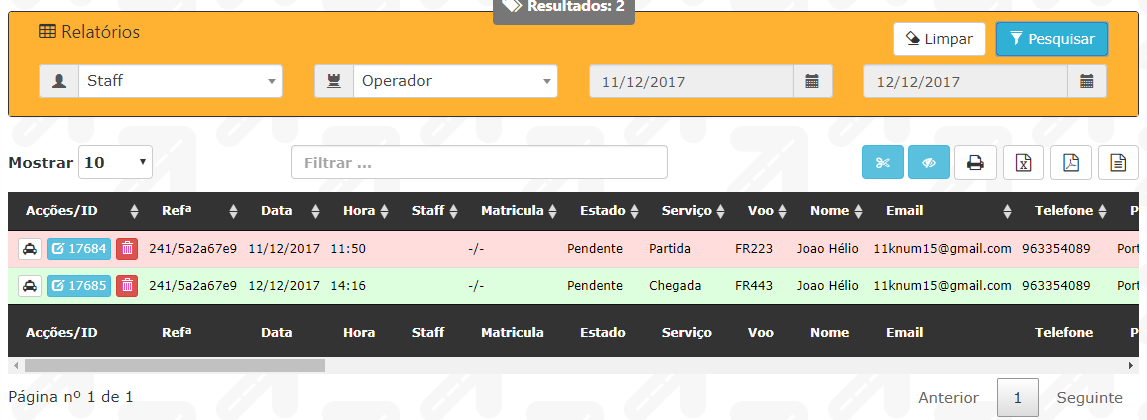 Resultados: 2
Relatórios
Limpar
Pesquisar
Staff
Operador
11/12/2017
12/12/2017
Mostrar 10
Filtrar ...
Acções/ID Refª Data Hora Staff Matricula Estado Serviço Voo Nome Email Telefone P
17684 241/5a2a67e9 11/12/2017 11:50 -/- Pendente Partida FR223 Joao Hélio 11knum15@gmail.com 963354089 Port
17685 241/5a2a67e9 12/12/2017 14:16 -/- Pendente Chegada FR443 Joao Hélio 11knum15@gmail.com 963354089 Port
Acções/ID Refª Data Hora Staff Matricula Estado Serviço Voo Nome Email Telefone P
Página nº 1 de 1
Anterior 1 Seguinte